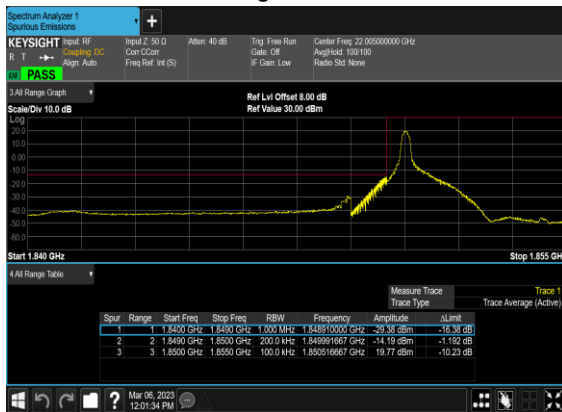 Spectrum Analyzer 1
Spurious Emissions
KEYSIGHT Input: RF Input Z: 50 Ω Atten: 40 dB Trig: Free Run Center Freq: 22.005000000 GHz
R T Coupling: DC Corr CCorr Gate: Off Avg|Hold: 100/100
Align: Auto Freq Ref: Int (S) IF Gain: Low Radio Std: None
PASS
3 All Range Graph
Ref Lvl Offset 8.00 dB
Scale/Div 10.0 dB Ref Value 30.00 dBm
Log
20.0
10.0
0.00
-10.0
-20.0
-30.0
-40.0
-50.0
-60.0
Start 1.840 GHz Stop 1.855 GHz
4 All Range Table
Measure Trace Trace 1
Trace Type Trace Average (Active)
Spur Range Start Freq Stop Freq RBW Frequency Amplitude ΔLimit
1 1 1.8400 GHz 1.8490 GHz 1.000 MHz 1.848910000 GHz -29.38 dBm -16.38 dB
2 2 1.8490 GHz 1.8500 GHz 200.0 kHz 1.849991667 GHz -14.19 dBm -1.192 dB
3 3 1.8500 GHz 1.8550 GHz 100.0 kHz 1.850516667 GHz 19.77 dBm -10.23 dB
Mar 06, 2023
12:01:34 PM